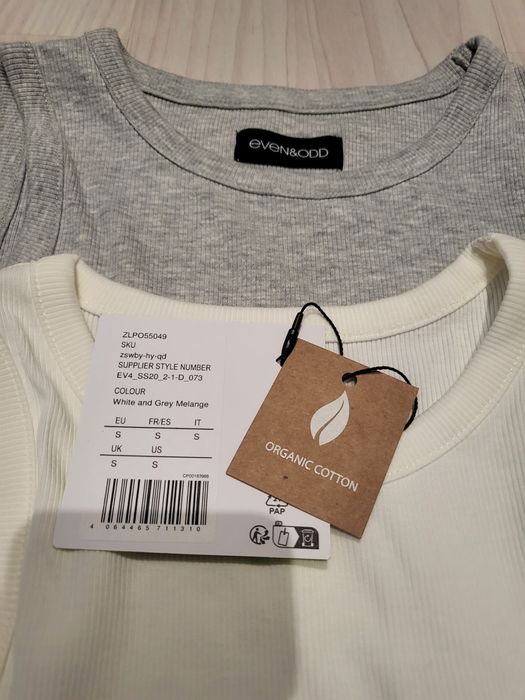 eveN&ODD
ZLPO55049
SKU
zswby-hy-qd
SUPPLIER STYLE NUMBER
EV4_SS20_2-1-D_073
COLOUR
White and Grey Melange
EU FR/ES IT
S S S
UK US
S S
CP00183968
4 064465 711310
ORGANIC COTTON
PAP